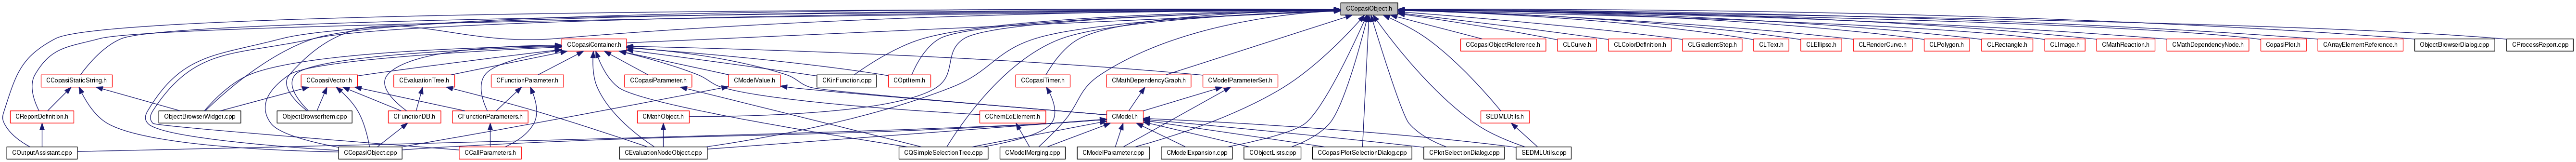 CCopasiObject.h
CCopasiContainer.h
CCopasiObjectReference.h
CLCurve.h
CLColorDefinition.h
CLGradientStop.h
CLText.h
CLEllipse.h
CLRenderCurve.h
CLPolygon.h
CLRectangle.h
CLImage.h
CMathReaction.h
CMathDependencyNode.h
CopasiPlot.h
CArrayElementReference.h
ObjectBrowserDialog.cpp
CProcessReport.cpp
CCopasiStaticString.h
CCopasiVector.h
CEvaluationTree.h
CFunctionParameter.h
CCopasiParameter.h
CModelValue.h
CKinFunction.cpp
COptItem.h
CCopasiTimer.h
CMathDependencyGraph.h
CModelParameterSet.h
CReportDefinition.h
ObjectBrowserWidget.cpp
ObjectBrowserItem.cpp
CFunctionDB.h
CFunctionParameters.h
CMathObject.h
CChemEqElement.h
CModel.h
SEDMLUtils.h
COutputAssistant.cpp
CCopasiObject.cpp
CCallParameters.h
CEvaluationNodeObject.cpp
CQSimpleSelectionTree.cpp
CModelMerging.cpp
CModelParameter.cpp
CModelExpansion.cpp
CObjectLists.cpp
CCopasiPlotSelectionDialog.cpp
CPlotSelectionDialog.cpp
SEDMLUtils.cpp